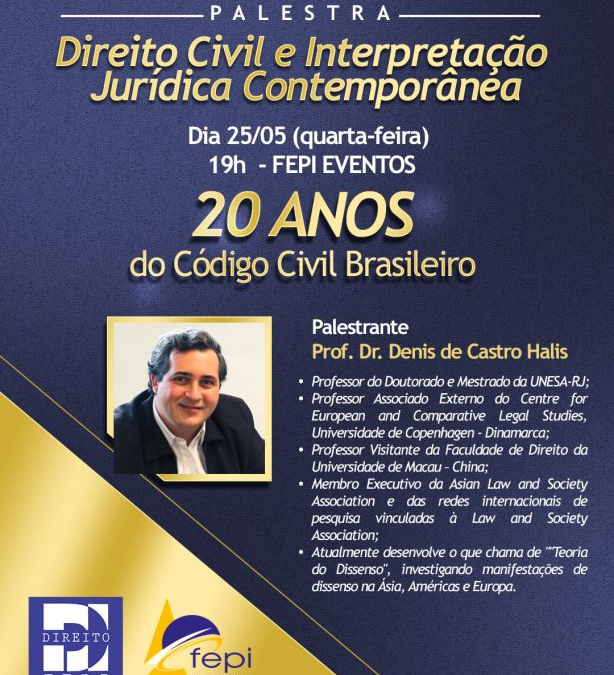 PALESTRA
Direito Civil e Interpretação
Jurídica Contemporânea
Dia 25/05 (quarta-feira)
19h - FEPI EVENTOS
20 ANOS
do Código Civil Brasileiro
Palestrante
Prof. Dr. Denis de Castro Halis
• Professor do Doutorado e Mestrado da UNESA-RJ;
• Professor Associado Externo do Centre for
European and Comparative Legal Studies,
Universidade de Copenhagen - Dinamarca;
• Professor Visitante da Faculdade de Direito da
Universidade de Macau - China;
• Membro Executivo da Asian Law and Society
Association e das redes internacionais de
pesquisa vinculadas à Law and Society
Association;
• Atualmente desenvolve o que chama de ""Teoria
do Dissenso", investigando manifestações de
dissenso na Ásia, Américas e Europa.
DIREITO
fepi